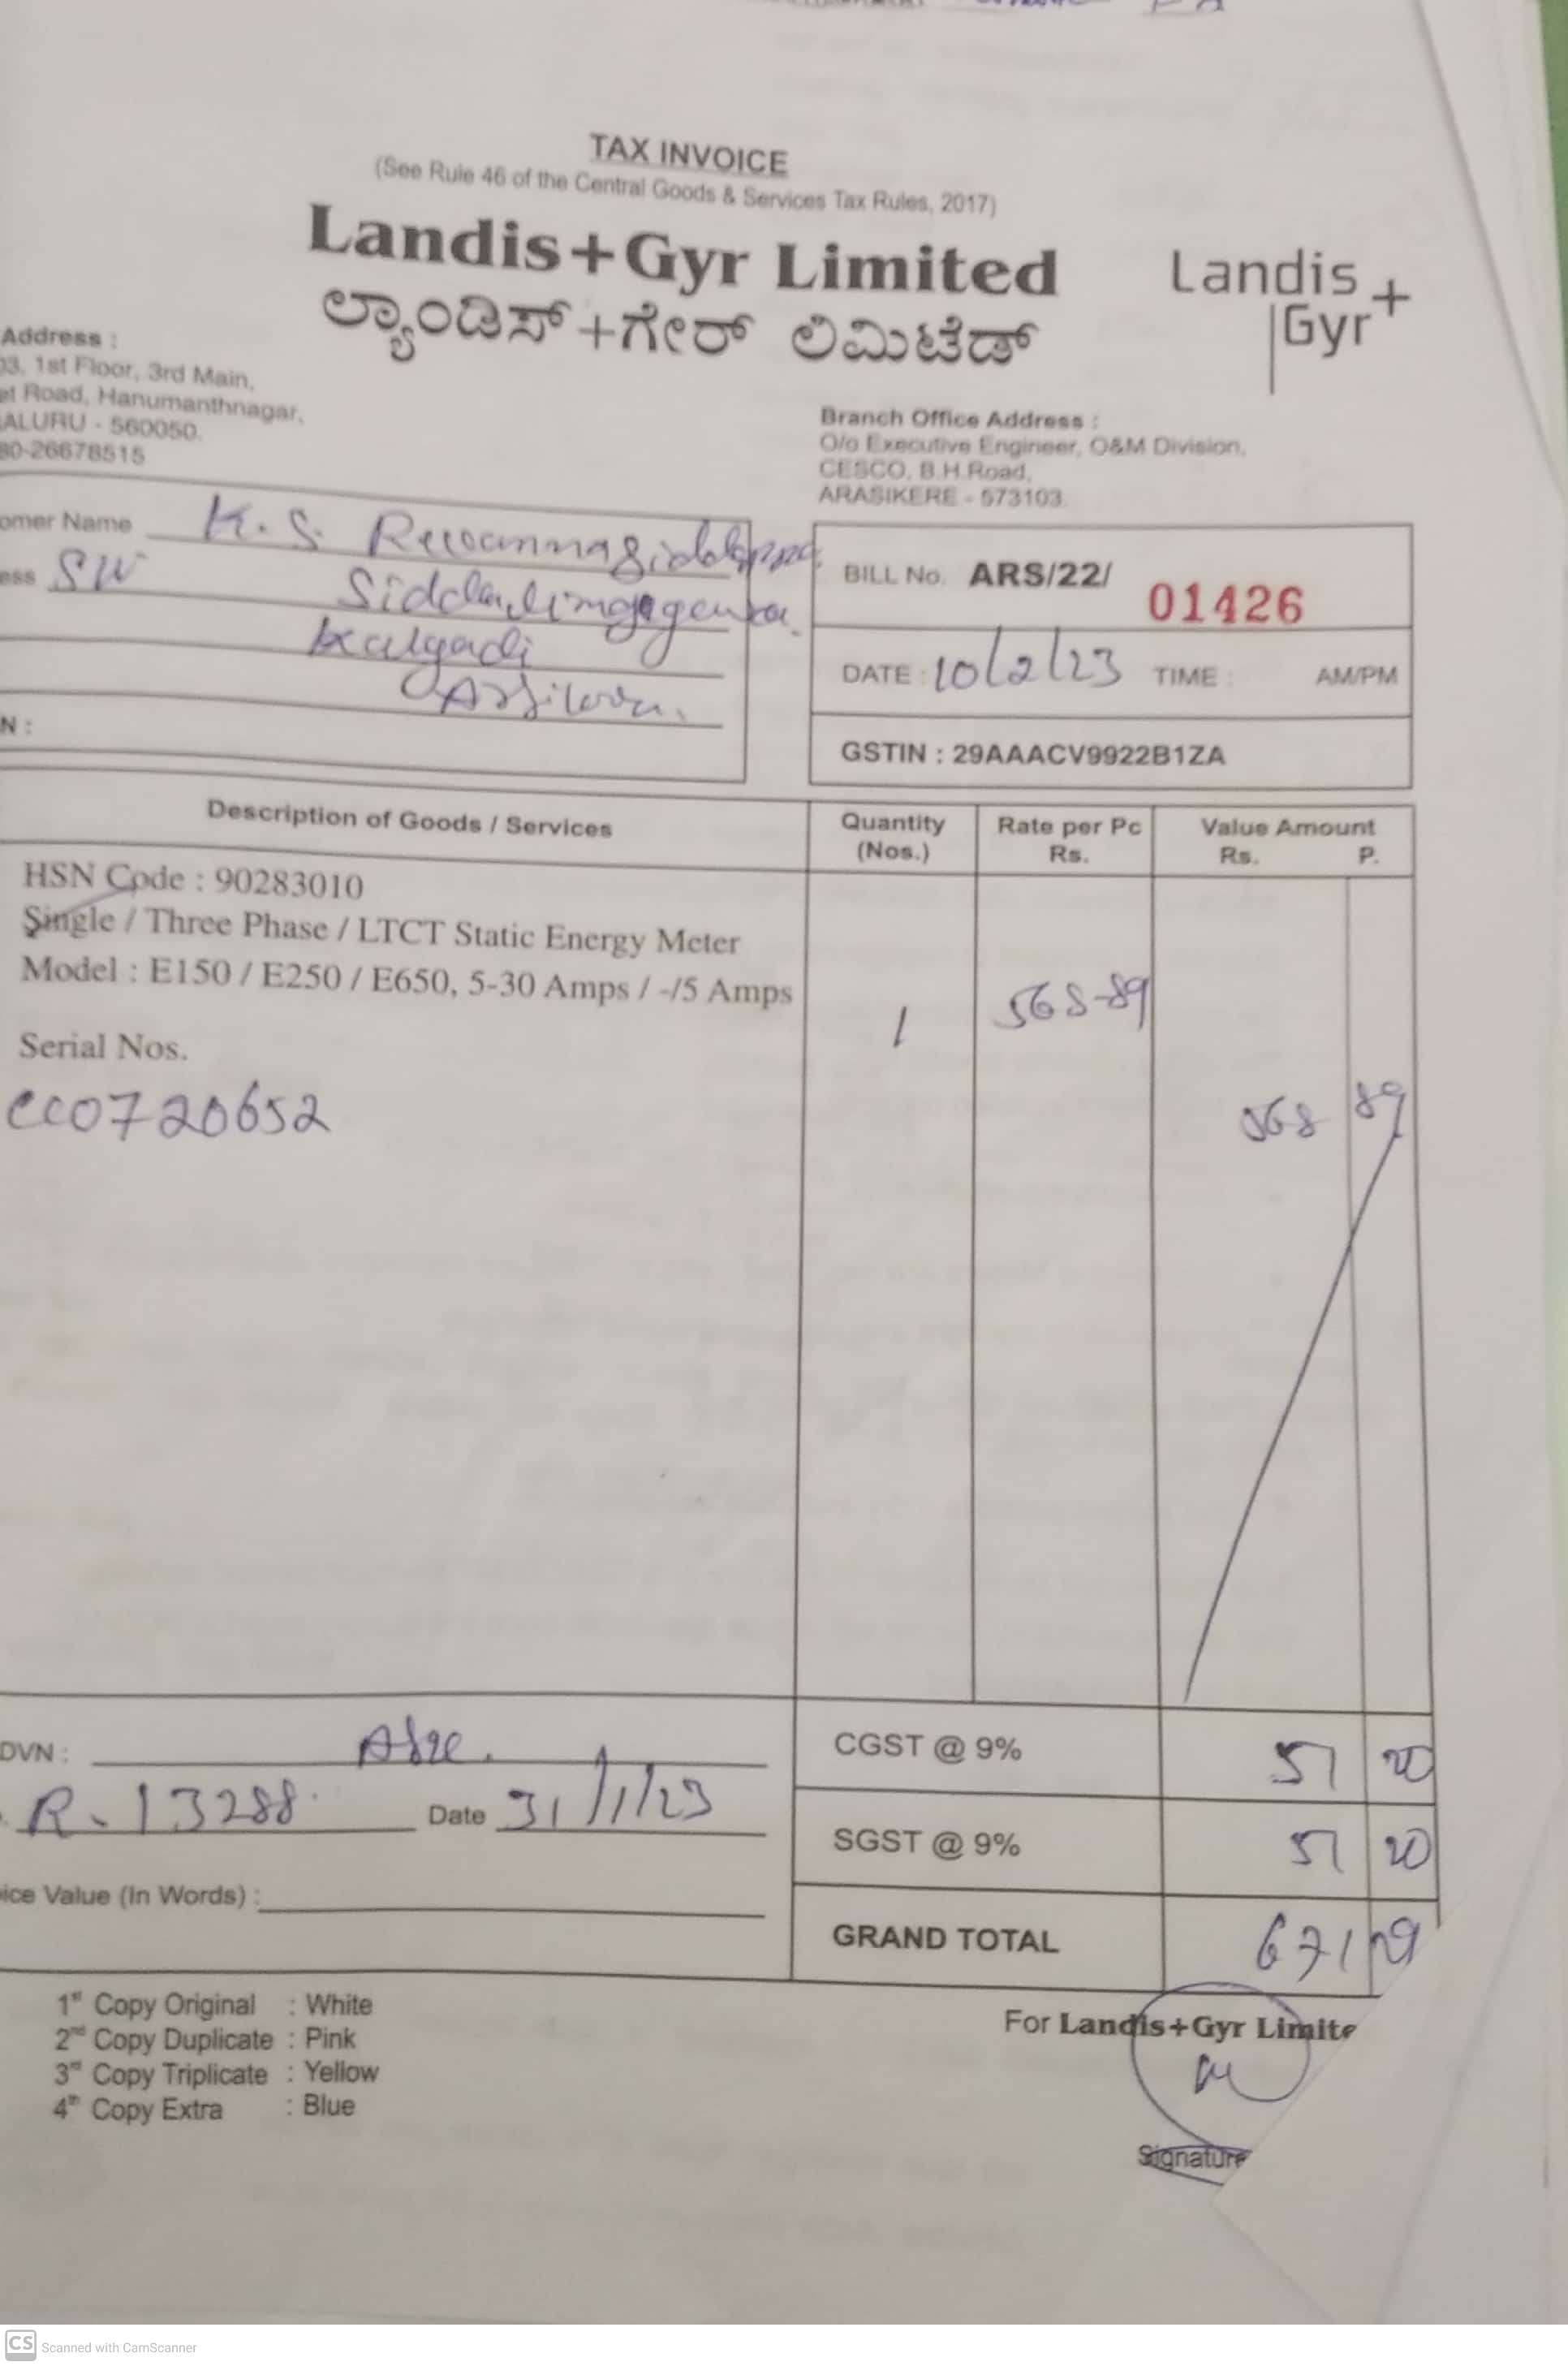 TAX INVOICE
(See Rule 46 of the Central Goods & Services Tax Rules, 2017)
Landis+Gyr Limited
ಲ್ಯಾಂಡಿಸ್+ಗೇರ್ ಲಿಮಿಟೆಡ್
Landis
Gyr+
Address :
03, 1st Floor, 3rd Main,
et Road, Hanumanthnagar,
ALURU - 560050.
80-26678515
Branch Office Address :
O/o Executive Engineer, O&M Division,
CESCO, B.H.Road,
ARASIKERE - 573103.
omer Name K. S.
ess
N :
BILL No. ARS/22/ 01426
DATE : 10/2/23 TIME : AM/PM
GSTIN : 29AAACV9922B1ZA
Description of Goods / Services Quantity (Nos.) Rate per Pc Rs. Value Amount Rs. P.
HSN Code : 90283010
Single / Three Phase / LTCT Static Energy Meter
Model : E150 / E250 / E650, 5-30 Amps / -/5 Amps
1 568-89
Serial Nos.
CC0720652 568 89
DVN :
CGST @ 9% 51 20
R. 13288 Date 31/1/23
SGST @ 9% 51 20
ice Value (In Words) :
GRAND TOTAL 671 29
1st Copy Original : White
2nd Copy Duplicate : Pink
3rd Copy Triplicate : Yellow
4th Copy Extra : Blue
For Landis+Gyr Limite
Signature
CS Scanned with CamScanner